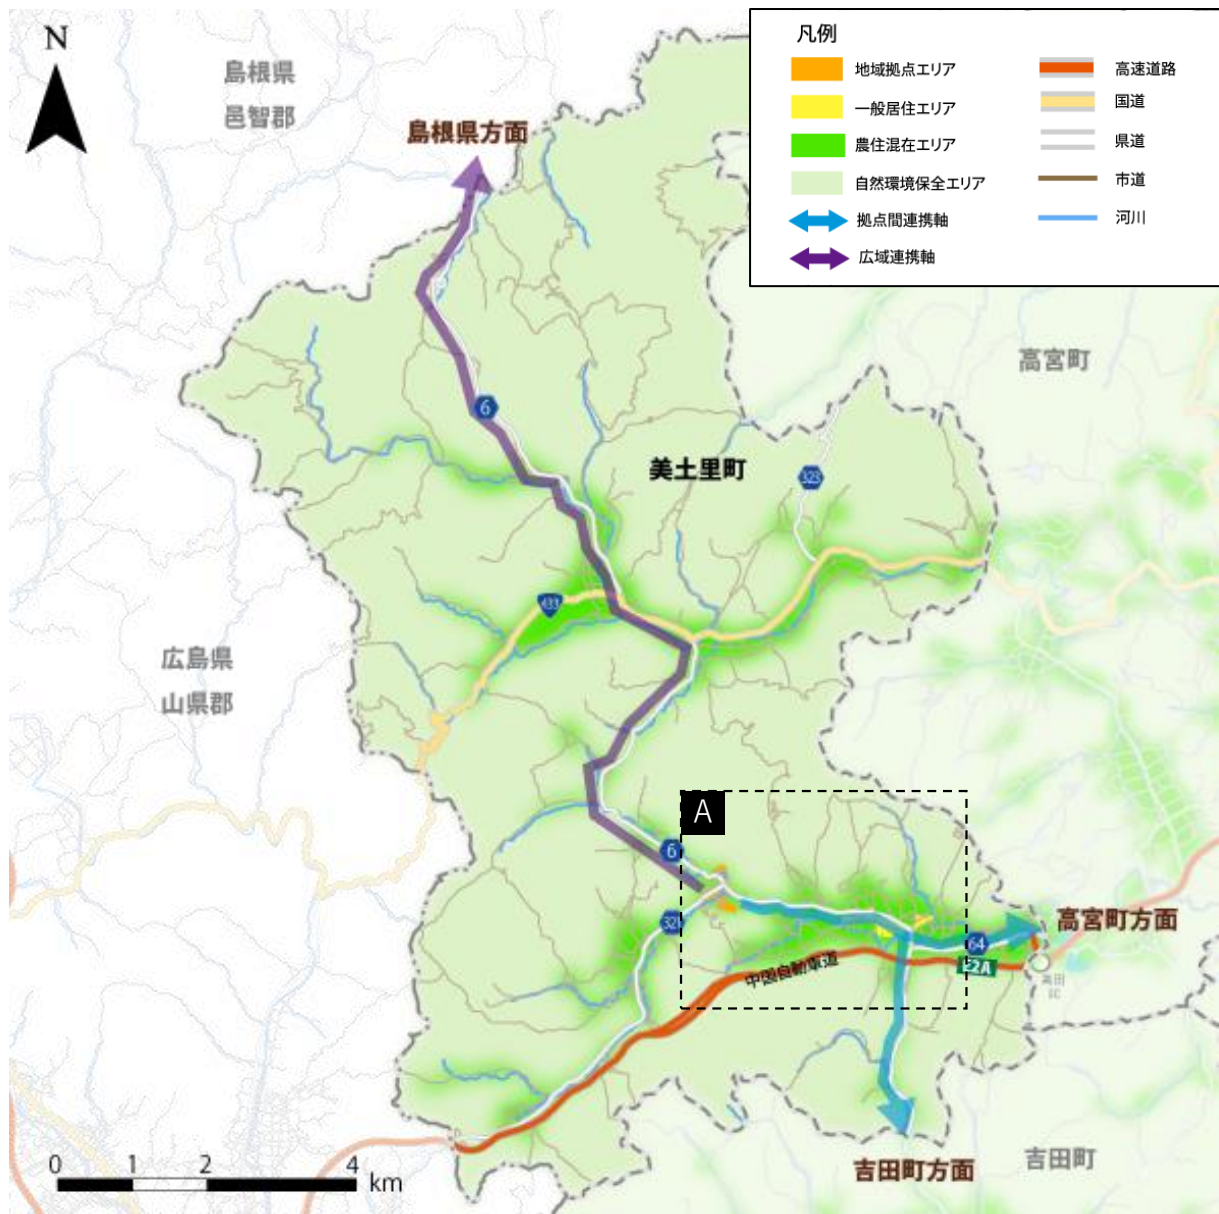 N
凡例
地域拠点エリア
一般居住エリア
農住混在エリア
自然環境保全エリア
拠点間連携軸
広域連携軸
高速道路
国道
県道
市道
河川
島根県
邑智郡
島根県方面
高宮町
6
美土里町
323
433
広島県
山県郡
A
6
高宮町方面
64
E2A
中国自動車道
高田
IC
吉田町方面
吉田町
0 1 2 4 km